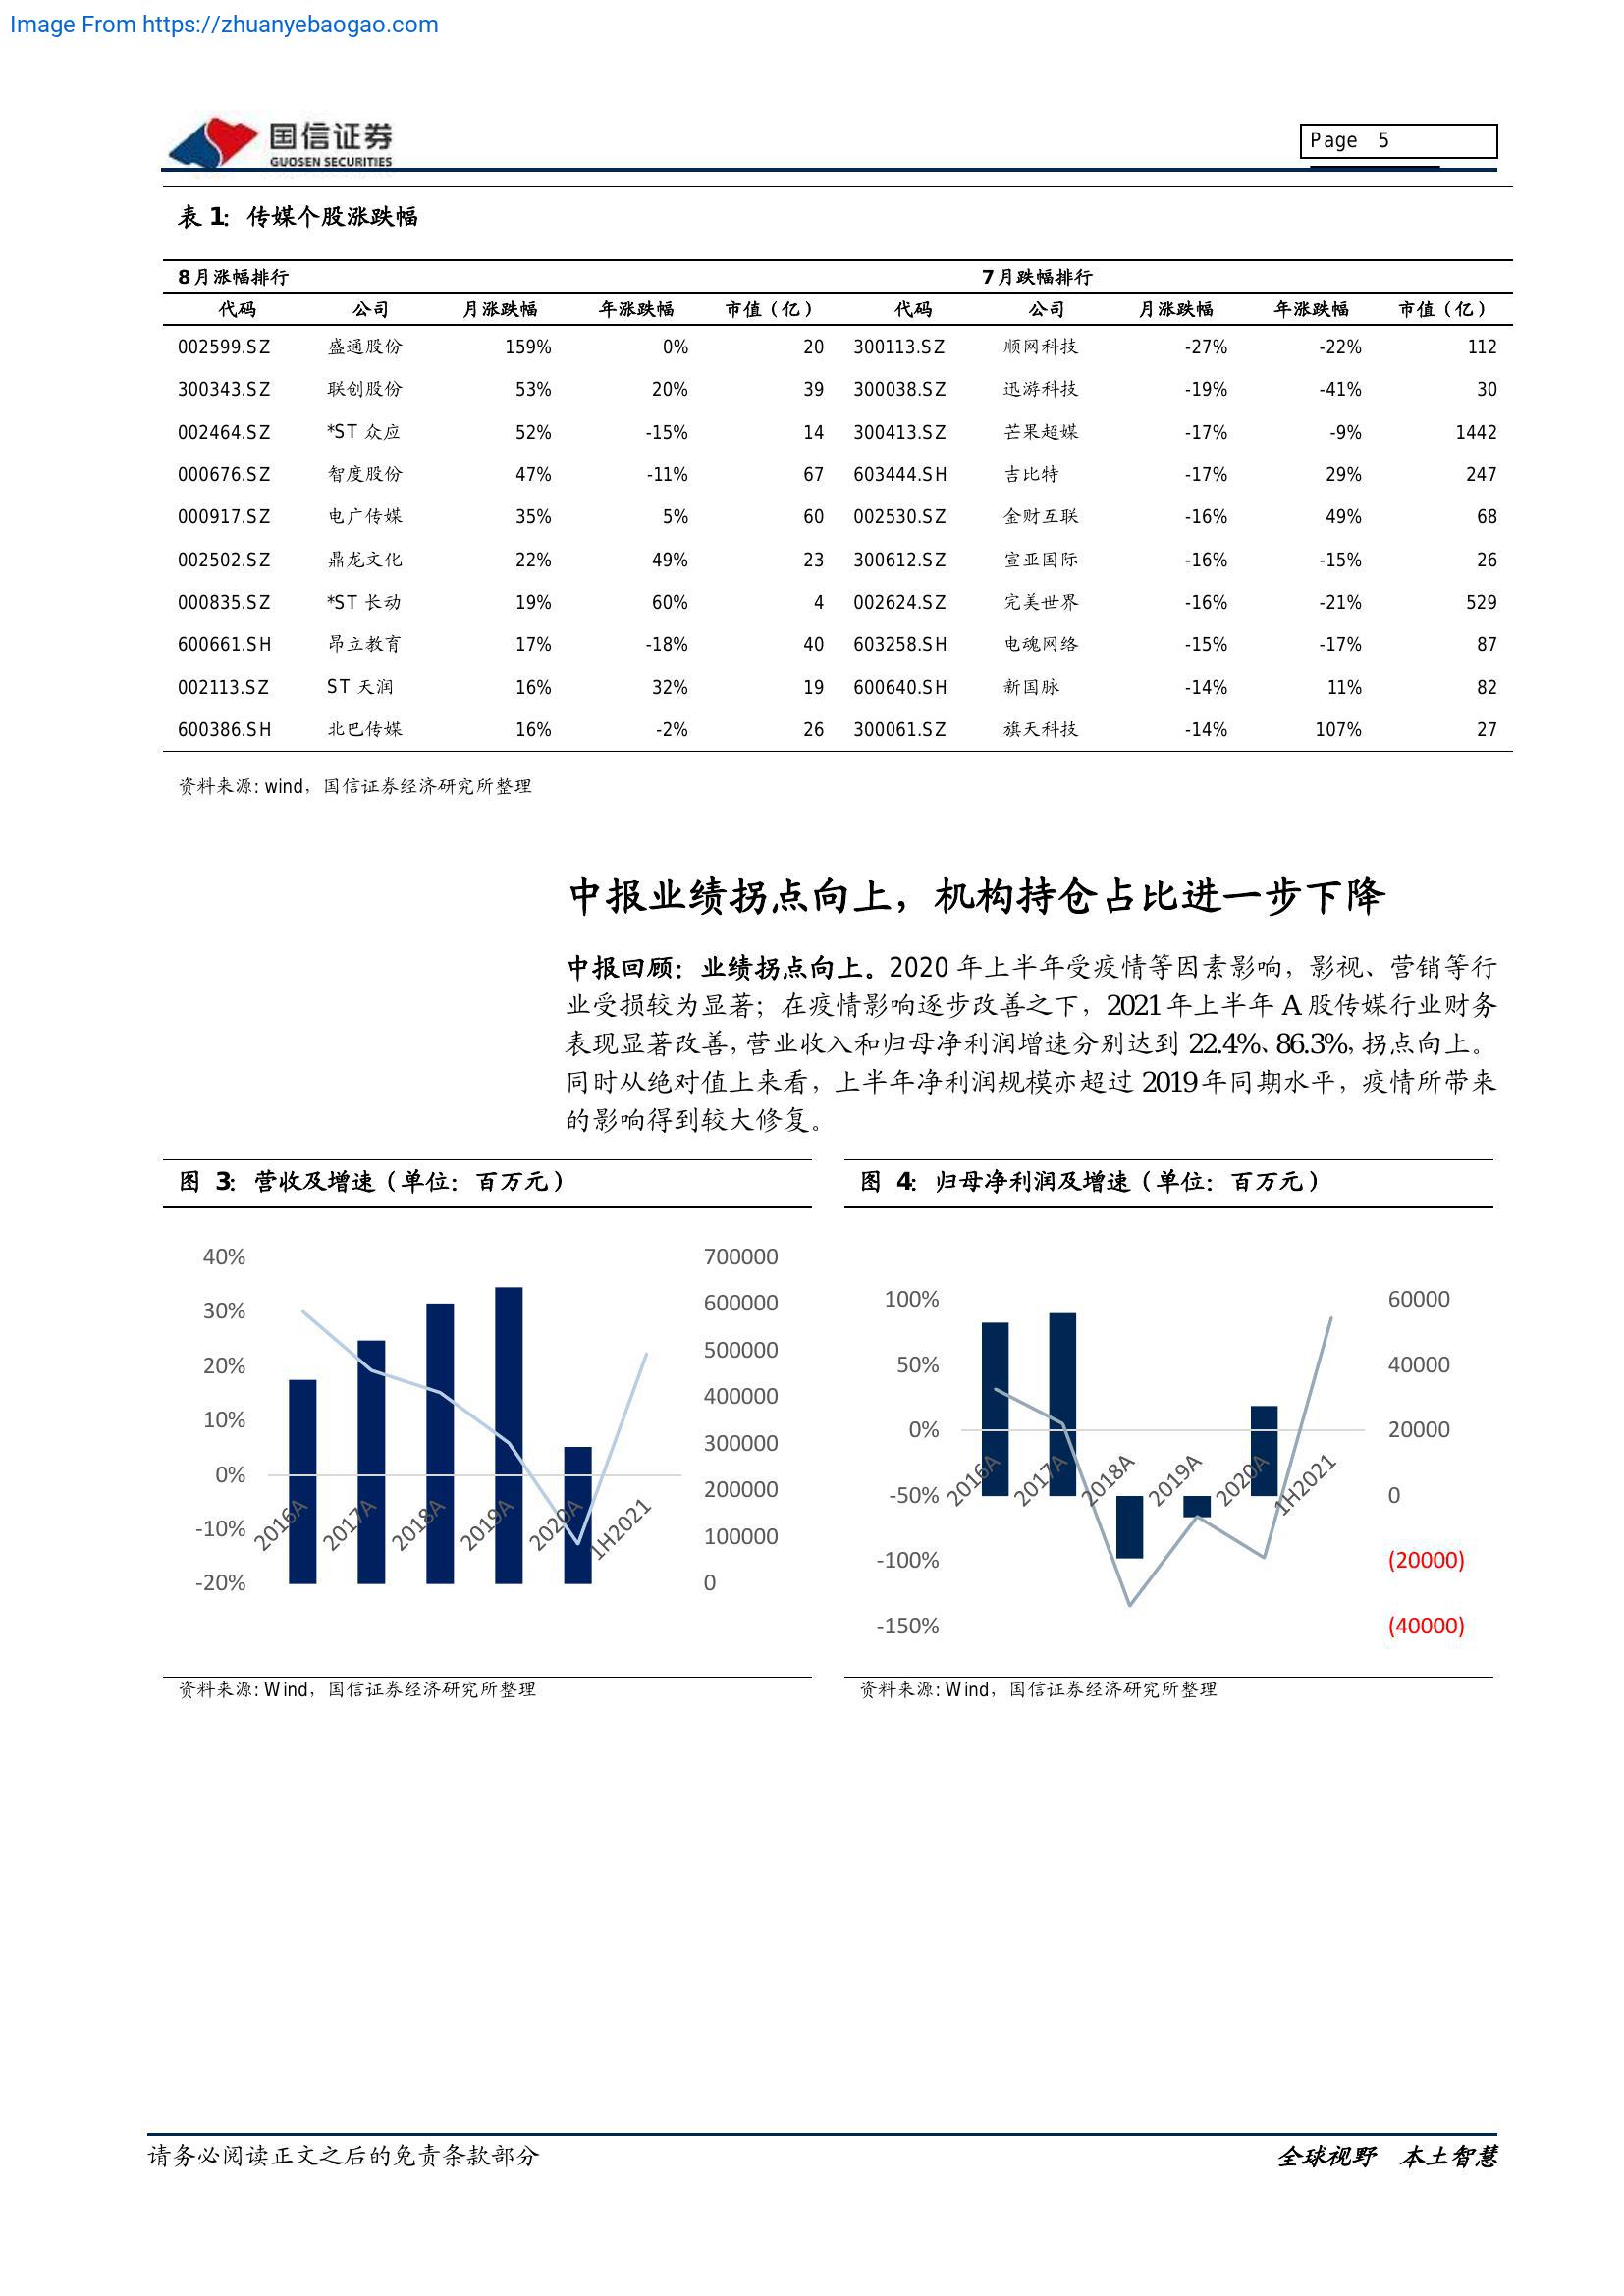 Image From https://zhuanyebaogao.com
国信证券
GUOSEN SECURITIES
Page 5
表 1：传媒个股涨跌幅
8月涨幅排行 7月跌幅排行
代码 公司 月涨跌幅 年涨跌幅 市值（亿） 代码 公司 月涨跌幅 年涨跌幅 市值（亿）
002599.SZ 盛通股份 159% 0% 20 300113.SZ 顺网科技 -27% -22% 112
300343.SZ 联创股份 53% 20% 39 300038.SZ 迅游科技 -19% -41% 30
002464.SZ *ST 众应 52% -15% 14 300413.SZ 芒果超媒 -17% -9% 1442
000676.SZ 智度股份 47% -11% 67 603444.SH 吉比特 -17% 29% 247
000917.SZ 电广传媒 35% 5% 60 002530.SZ 金财互联 -16% 49% 68
002502.SZ 鼎龙文化 22% 49% 23 300612.SZ 宣亚国际 -16% -15% 26
000835.SZ *ST 长动 19% 60% 4 002624.SZ 完美世界 -16% -21% 529
600661.SH 昂立教育 17% -18% 40 603258.SH 电魂网络 -15% -17% 87
002113.SZ ST 天润 16% 32% 19 600640.SH 新国脉 -14% 11% 82
600386.SH 北巴传媒 16% -2% 26 300061.SZ 旗天科技 -14% 107% 27
资料来源: wind，国信证券经济研究所整理
中报业绩拐点向上，机构持仓占比进一步下降
中报回顾：业绩拐点向上。2020 年上半年受疫情等因素影响，影视、营销等行
业受损较为显著；在疫情影响逐步改善之下，2021 年上半年 A 股传媒行业财务
表现显著改善，营业收入和归母净利润增速分别达到 22.4%、86.3%，拐点向上。
同时从绝对值上来看，上半年净利润规模亦超过 2019 年同期水平，疫情所带来
的影响得到较大修复。
图 3：营收及增速（单位：百万元）
40% 700000
30% 600000
20% 500000
10% 400000
0% 300000
-10% 200000
-20% 100000
0
2016A 2017A 2018A 2019A 2020A 1H2021
资料来源: Wind，国信证券经济研究所整理
图 4：归母净利润及增速（单位：百万元）
100% 60000
50% 40000
0% 20000
-50% 0
-100% (20000)
-150% (40000)
2016A 2017A 2018A 2019A 2020A 1H2021
资料来源: Wind，国信证券经济研究所整理
请务必阅读正文之后的免责条款部分
全球视野 本土智慧